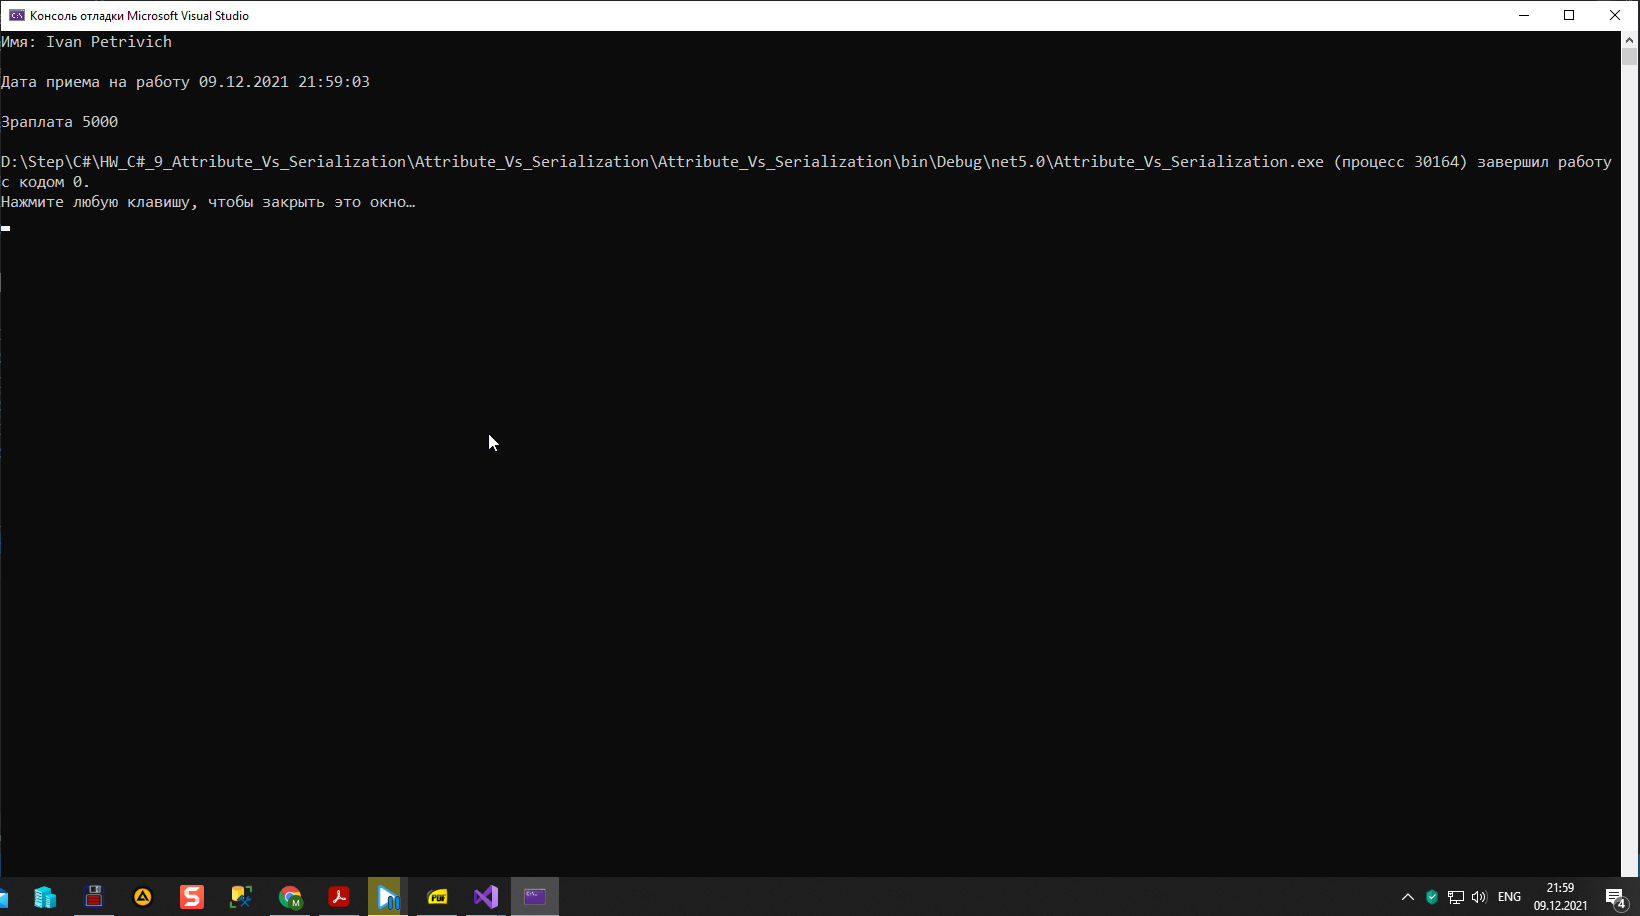 Консоль отладки Microsoft Visual Studio
Имя: Ivan Petrivich
Дата приема на работу 09.12.2021 21:59:03
Зраплата 5000
D:\Step\C#\HW_C#_9_Attribute_Vs_Serialization\Attribute_Vs_Serialization\Attribute_Vs_Serialization\bin\Debug\net5.0\Attribute_Vs_Serialization.exe (процесс 30164) завершил работу
с кодом 0.
Нажмите любую клавишу, чтобы закрыть это окно…
ENG
21:59
09.12.2021
4